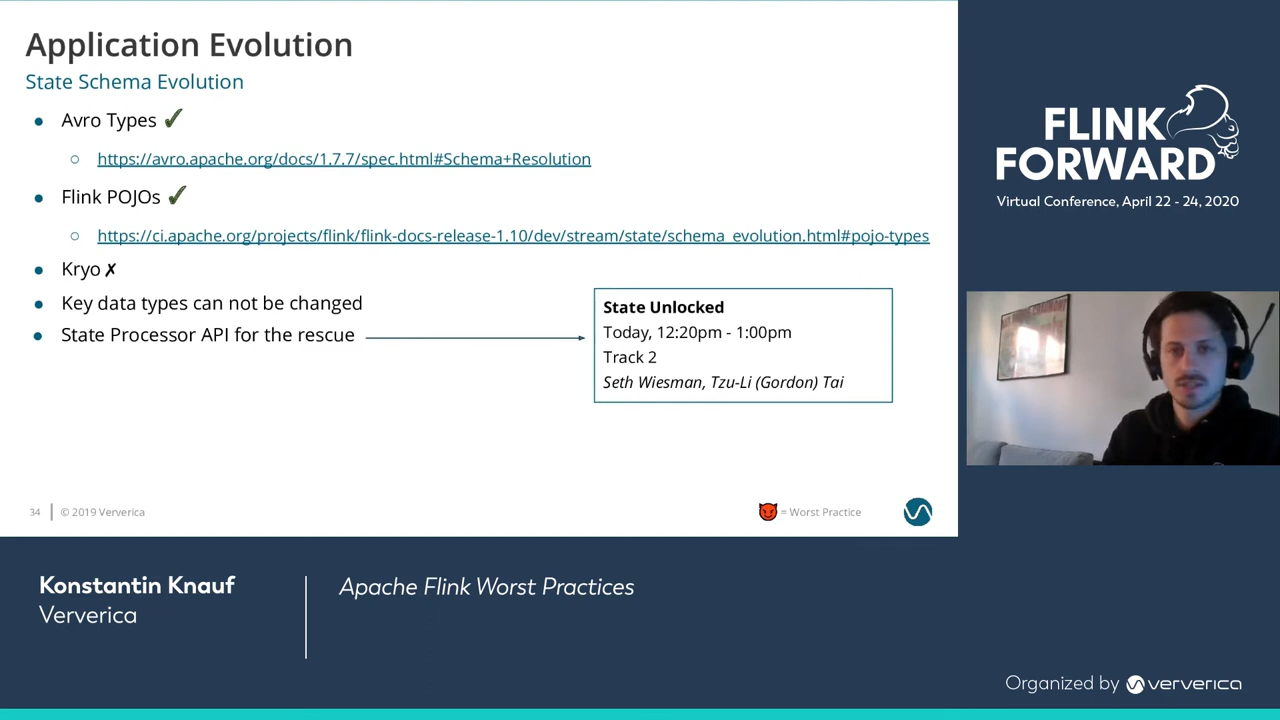 Application Evolution
State Schema Evolution
Avro Types ✓
https://avro.apache.org/docs/1.7.7/spec.html#Schema+Resolution
Flink POJOs ✓
https://ci.apache.org/projects/flink/flink-docs-release-1.10/dev/stream/state/schema_evolution.html#pojo-types
Kryo ✗
Key data types can not be changed
State Processor API for the rescue
State Unlocked
Today, 12:20pm - 1:00pm
Track 2
Seth Wiesman, Tzu-Li (Gordon) Tai
34 | © 2019 Ververica
= Worst Practice
FLINK
FORWARD
Virtual Conference, April 22 - 24, 2020
Konstantin Knauf
Ververica
Apache Flink Worst Practices
Organized by ververica